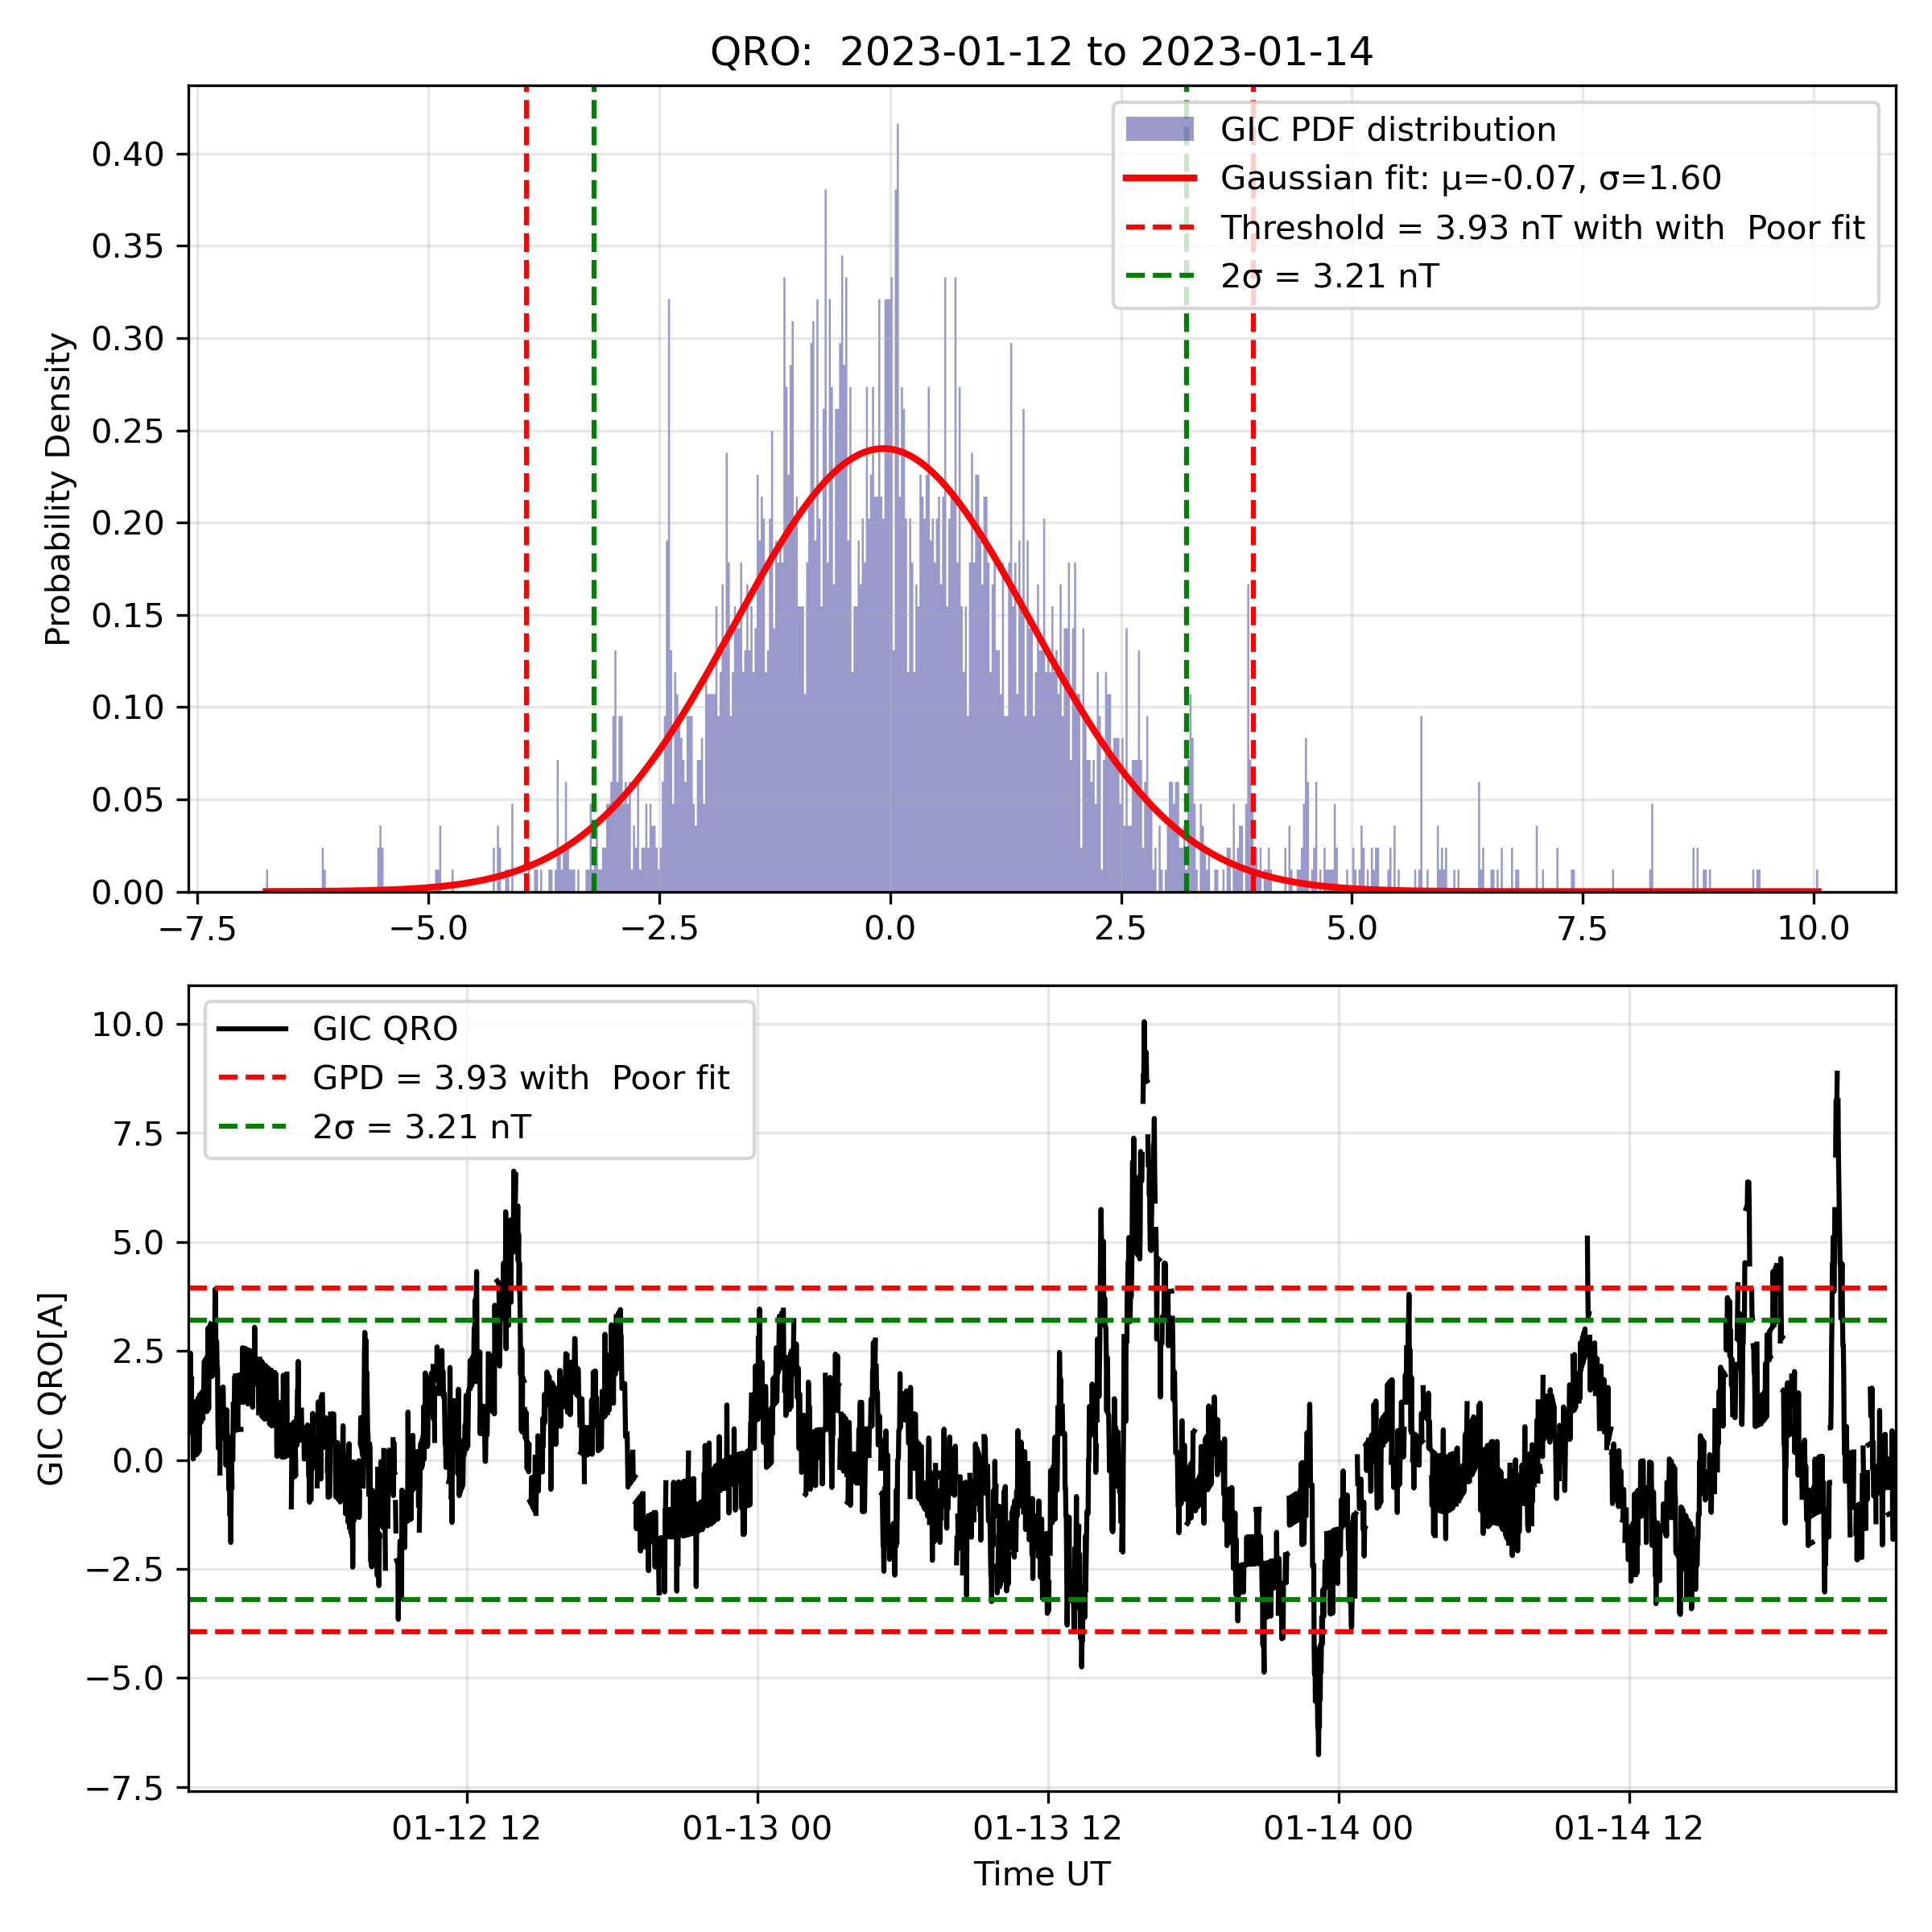 QRO:  2023-01-12 to 2023-01-14
GIC PDF distribution
Gaussian fit: μ=-0.07, σ=1.60
Threshold = 3.93 nT with with  Poor fit
2σ = 3.21 nT
Probability Density
0.40
0.35
0.30
0.25
0.20
0.15
0.10
0.05
0.00
−7.5 −5.0 −2.5 0.0 2.5 5.0 7.5 10.0
GIC QRO
GPD = 3.93 with  Poor fit
2σ = 3.21 nT
GIC QRO[A]
10.0
7.5
5.0
2.5
0.0
−2.5
−5.0
−7.5
01-12 12 01-13 00 01-13 12 01-14 00 01-14 12
Time UT